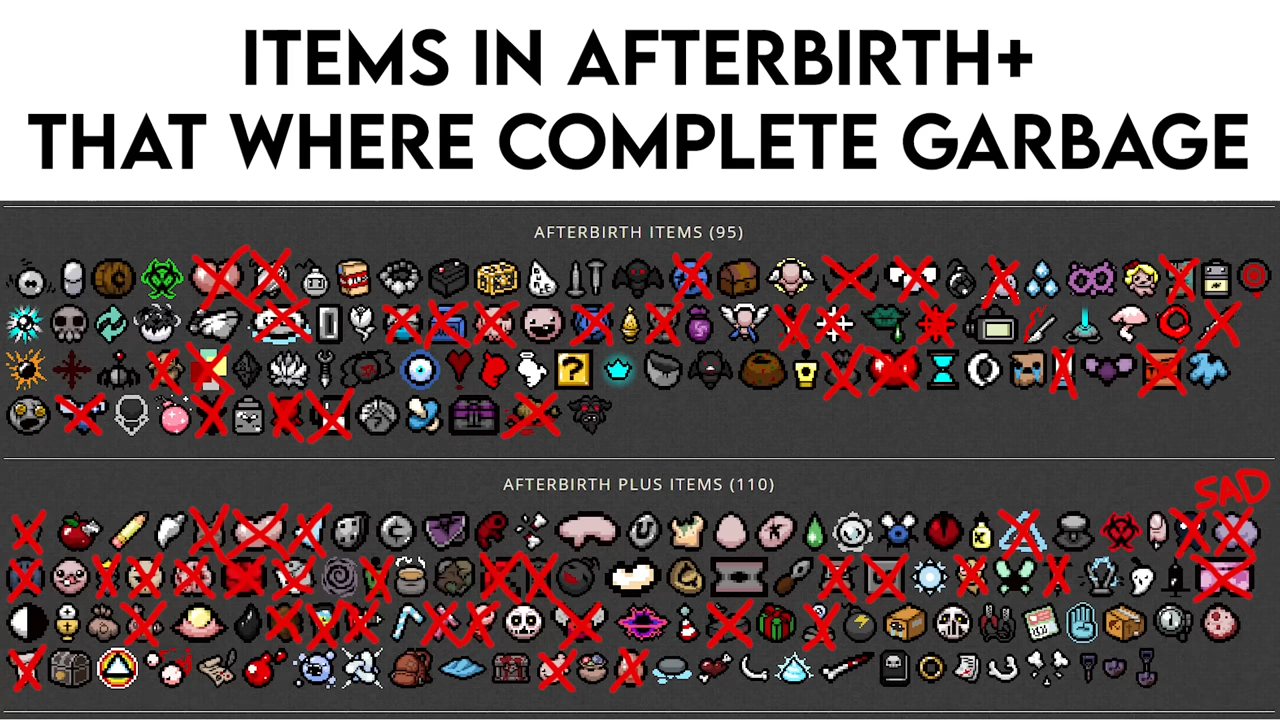 ITEMS IN AFTERBIRTH+
THAT WHERE COMPLETE GARBAGE
AFTERBIRTH ITEMS (95)
AFTERBIRTH PLUS ITEMS (110)
SAD